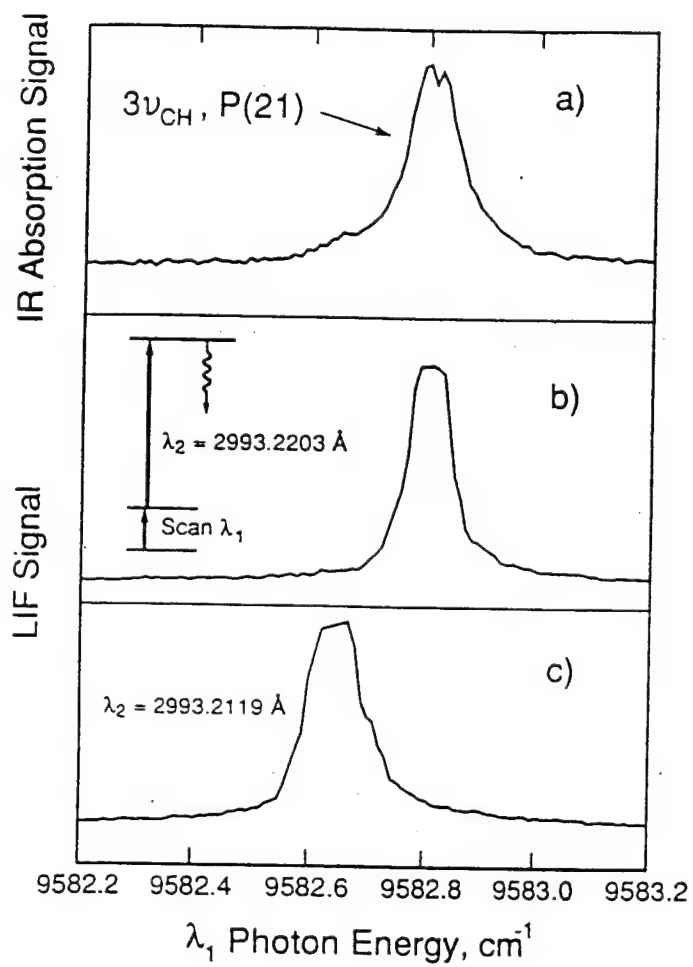 IR Absorption Signal
3ν_CH, P(21)
a)
LIF Signal
b)
λ₂ = 2993.2203 Å
Scan λ₁
c)
λ₂ = 2993.2119 Å
9582.2 9582.4 9582.6 9582.8 9583.0 9583.2
λ₁ Photon Energy, cm⁻¹